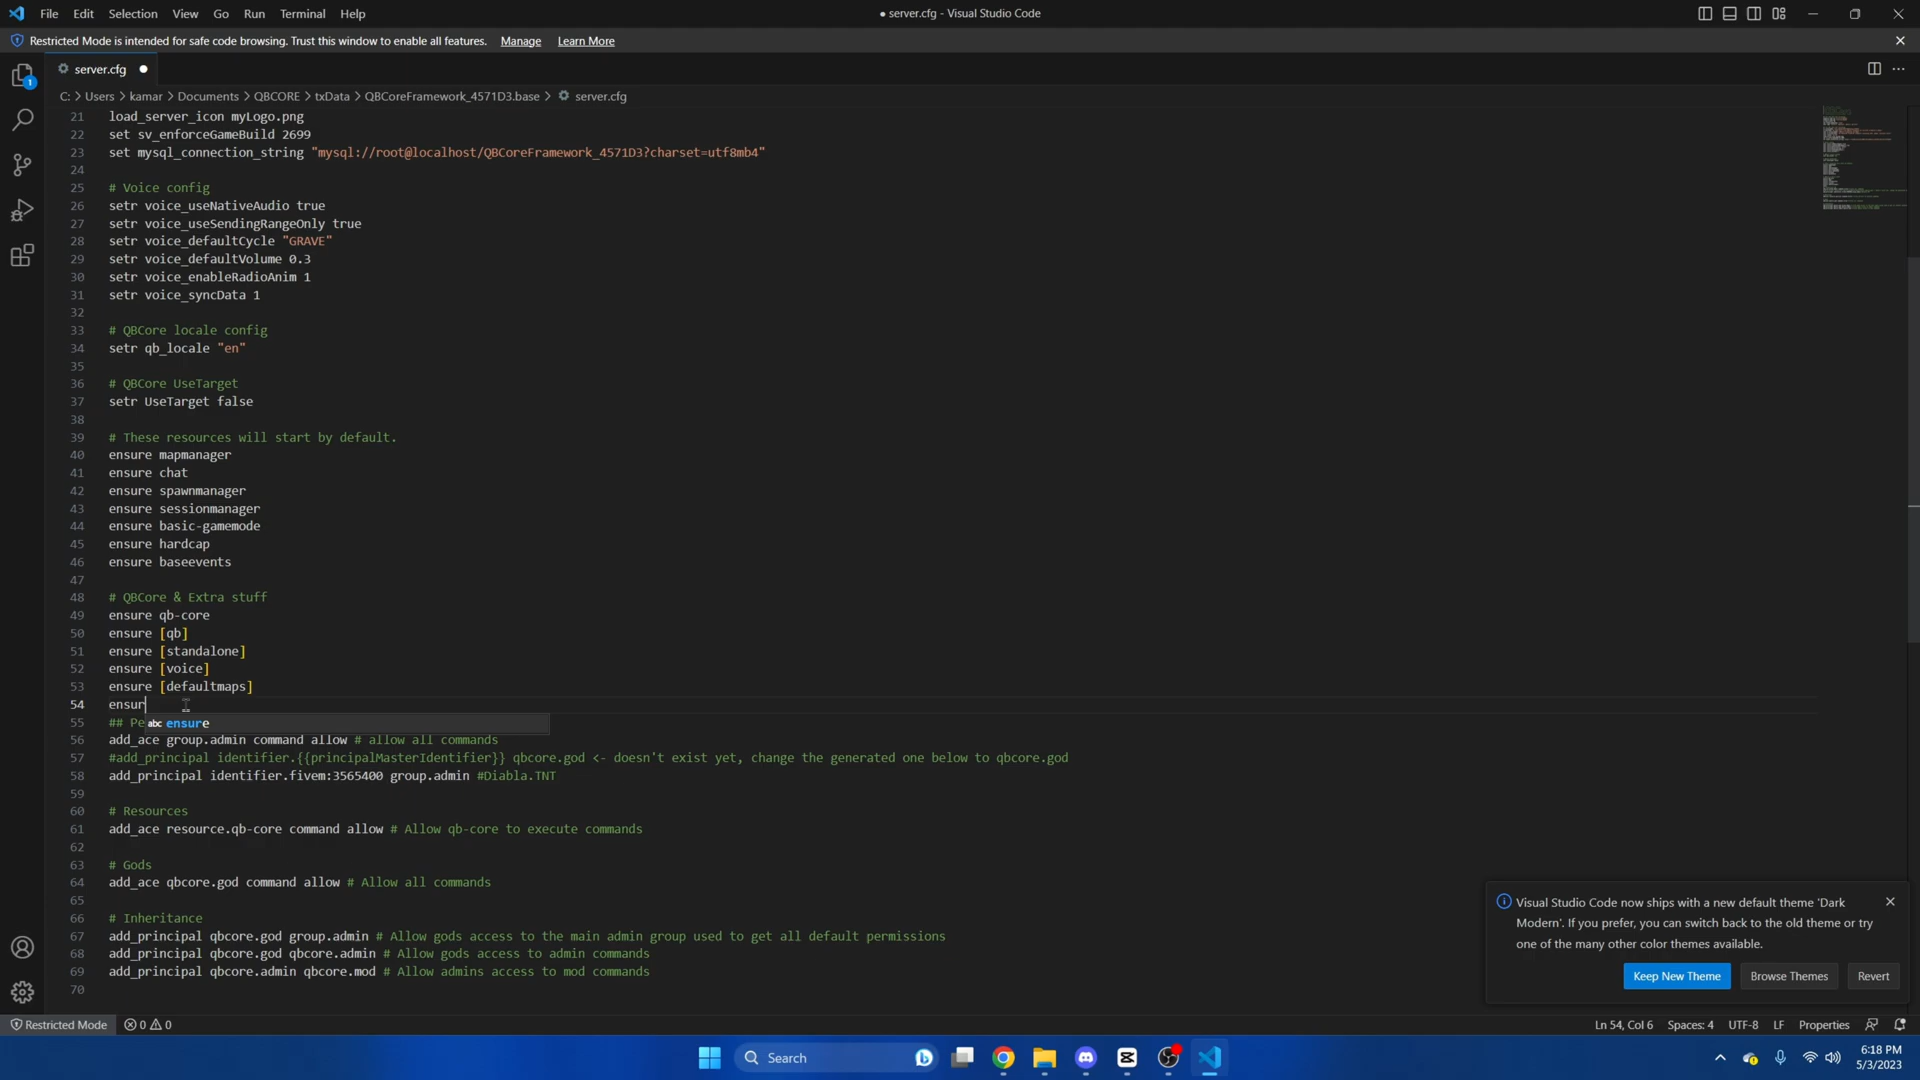 File Edit Selection View Go Run Terminal Help
● server.cfg - Visual Studio Code
Restricted Mode is intended for safe code browsing. Trust this window to enable all features. Manage Learn More
server.cfg
C: > Users > kamar > Documents > QBCORE > txData > QBCoreFramework_4571D3.base > server.cfg
21 load_server_icon myLogo.png
22 set sv_enforceGameBuild 2699
23 set mysql_connection_string "mysql://root@localhost/QBCoreFramework_4571D3?charset=utf8mb4"
24
25 # Voice config
26 setr voice_useNativeAudio true
27 setr voice_useSendingRangeOnly true
28 setr voice_defaultCycle "GRAVE"
29 setr voice_defaultVolume 0.3
30 setr voice_enableRadioAnim 1
31 setr voice_syncData 1
32
33 # QBCore locale config
34 setr qb_locale "en"
35
36 # QBCore UseTarget
37 setr UseTarget false
38
39 # These resources will start by default.
40 ensure mapmanager
41 ensure chat
42 ensure spawnmanager
43 ensure sessionmanager
44 ensure basic-gamemode
45 ensure hardcap
46 ensure baseevents
47
48 # QBCore & Extra stuff
49 ensure qb-core
50 ensure [qb]
51 ensure [standalone]
52 ensure [voice]
53 ensure [defaultmaps]
54 ensur
55 ## Pe
abc ensure
56 add_ace group.admin command allow # allow all commands
57 #add_principal identifier.{{principalMasterIdentifier}} qbcore.god <- doesn't exist yet, change the generated one below to qbcore.god
58 add_principal identifier.fivem:3565400 group.admin #Diabla.TNT
59
60 # Resources
61 add_ace resource.qb-core command allow # Allow qb-core to execute commands
62
63 # Gods
64 add_ace qbcore.god command allow # Allow all commands
65
66 # Inheritance
67 add_principal qbcore.god group.admin # Allow gods access to the main admin group used to get all default permissions
68 add_principal qbcore.god qbcore.admin # Allow gods access to admin commands
69 add_principal qbcore.admin qbcore.mod # Allow admins access to mod commands
70
Visual Studio Code now ships with a new default theme 'Dark
Modern'. If you prefer, you can switch back to the old theme or try
one of the many other color themes available.
Keep New Theme Browse Themes Revert
Restricted Mode 0 0
Ln 54, Col 6 Spaces: 4 UTF-8 LF Properties
Search
6:18 PM
5/3/2023